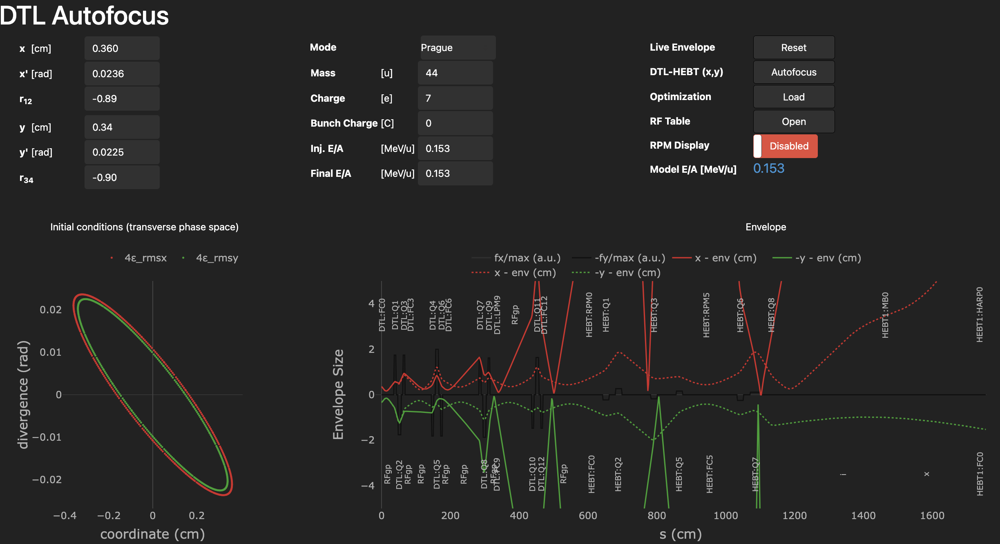 DTL Autofocus
x [cm] 0.360
x' [rad] 0.0236
r12 -0.89
y [cm] 0.34
y' [rad] 0.0225
r34 -0.90
Mode Prague
Mass [u] 44
Charge [e] 7
Bunch Charge [C] 0
Inj. E/A [MeV/u] 0.153
Final E/A [MeV/u] 0.153
Live Envelope Reset
DTL-HEBT (x,y) Autofocus
Optimization Load
RF Table Open
RPM Display Disabled
Model E/A [MeV/u] 0.153
Initial conditions (transverse phase space)
4ε_rmsx 4ε_rmsy
divergence (rad)
0.02
0.01
0
−0.01
−0.02
−0.4 −0.2 0 0.2
coordinate (cm)
Envelope
fx/max (a.u.) -fy/max (a.u.) x - env (cm) -y - env (cm)
x - env (cm) -y - env (cm)
Envelope Size
4
2
0
−2
−4
DTL:FC0
DTL:Q1
DTL:Q3
DTL:FC3
DTL:Q4
DTL:Q6
DTL:FC6
DTL:Q7
DTL:Q9
DTL:LPM9
RFgp
DTL:Q11
DTL:FC12
HEBT:RPM0
HEBT:Q1
HEBT:Q3
HEBT:RPM5
HEBT:Q6
HEBT:Q8
HEBT1:MB0
HEBT1:HARP0
RFgp
DTL:Q2
RFgp
RFgp
DTL:Q5
RFgp
RFgp
DTL:Q8
RFgp
DTL:FC9
DTL:Q10
DTL:Q12
RFgp
HEBT:FC0
HEBT:Q2
HEBT:Q5
HEBT:FC5
HEBT:Q7
x
HEBT1:FC0
0 200 400 600 800 1000 1200 1400 1600
s (cm)